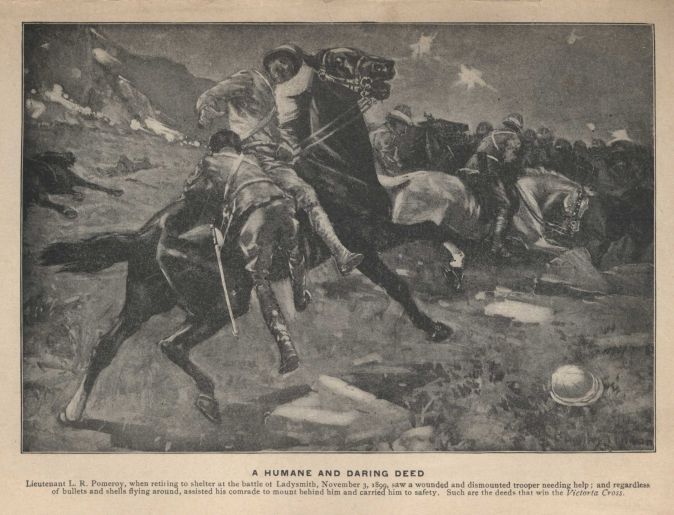 A HUMANE AND DARING DEED
Lieutenant L. R. Pomeroy, when retiring to shelter at the battle of Ladysmith, November 3, 1899, saw a wounded and dismounted trooper needing help; and regardless
of bullets and shells flying around, assisted his comrade to mount behind him and carried him to safety. Such are the deeds that win the Victoria Cross.